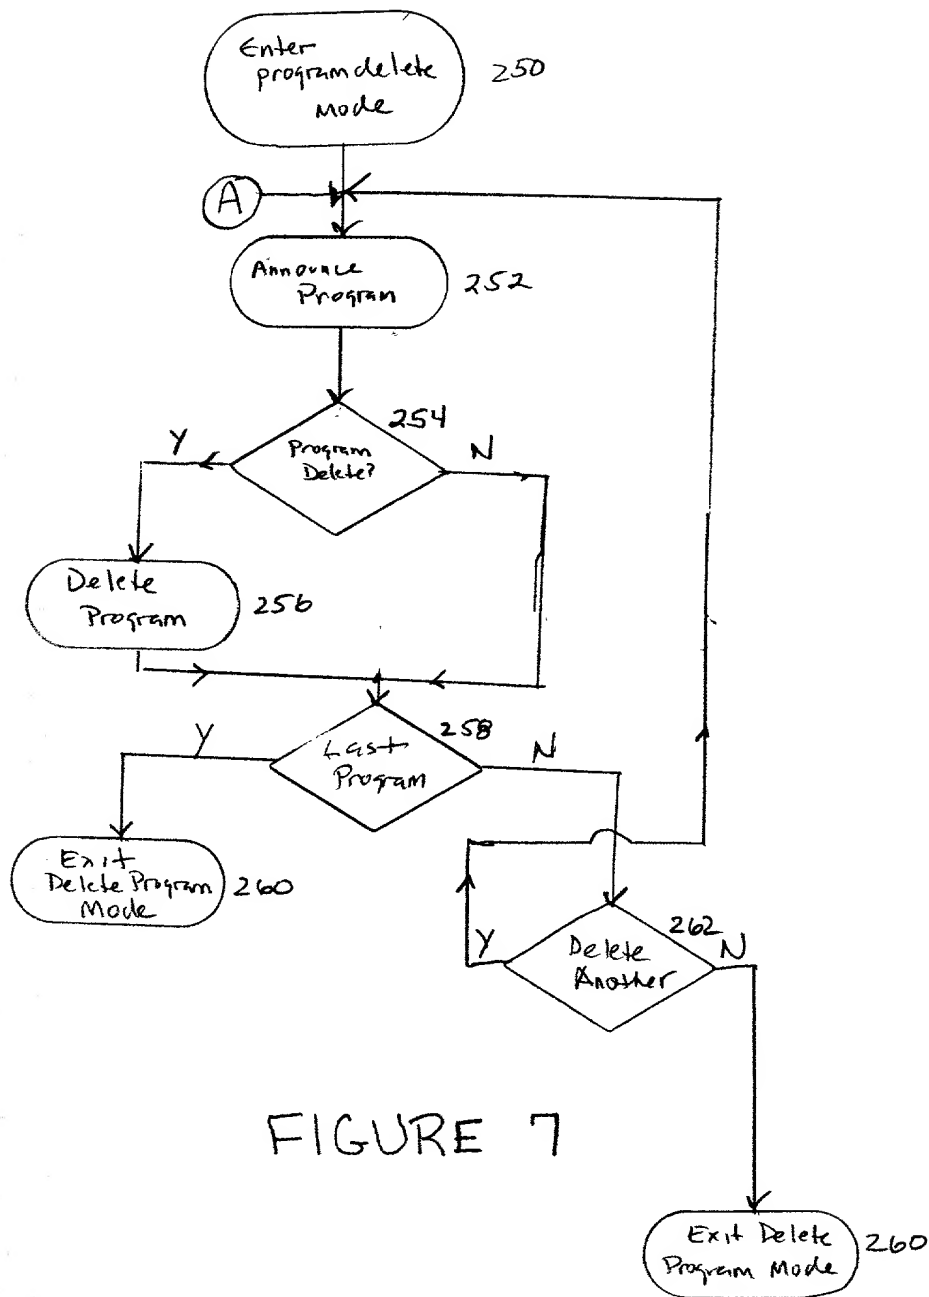 Enter
program delete
Mode
250
A
Announce
Program
252
254
Y
Program
Delete?
N
Delete
Program
256
Y
Last
Program
258
N
Exit
Delete Program
Mode
260
262
Y
Delete
Another
N
FIGURE 7
Exit Delete
Program Mode
260